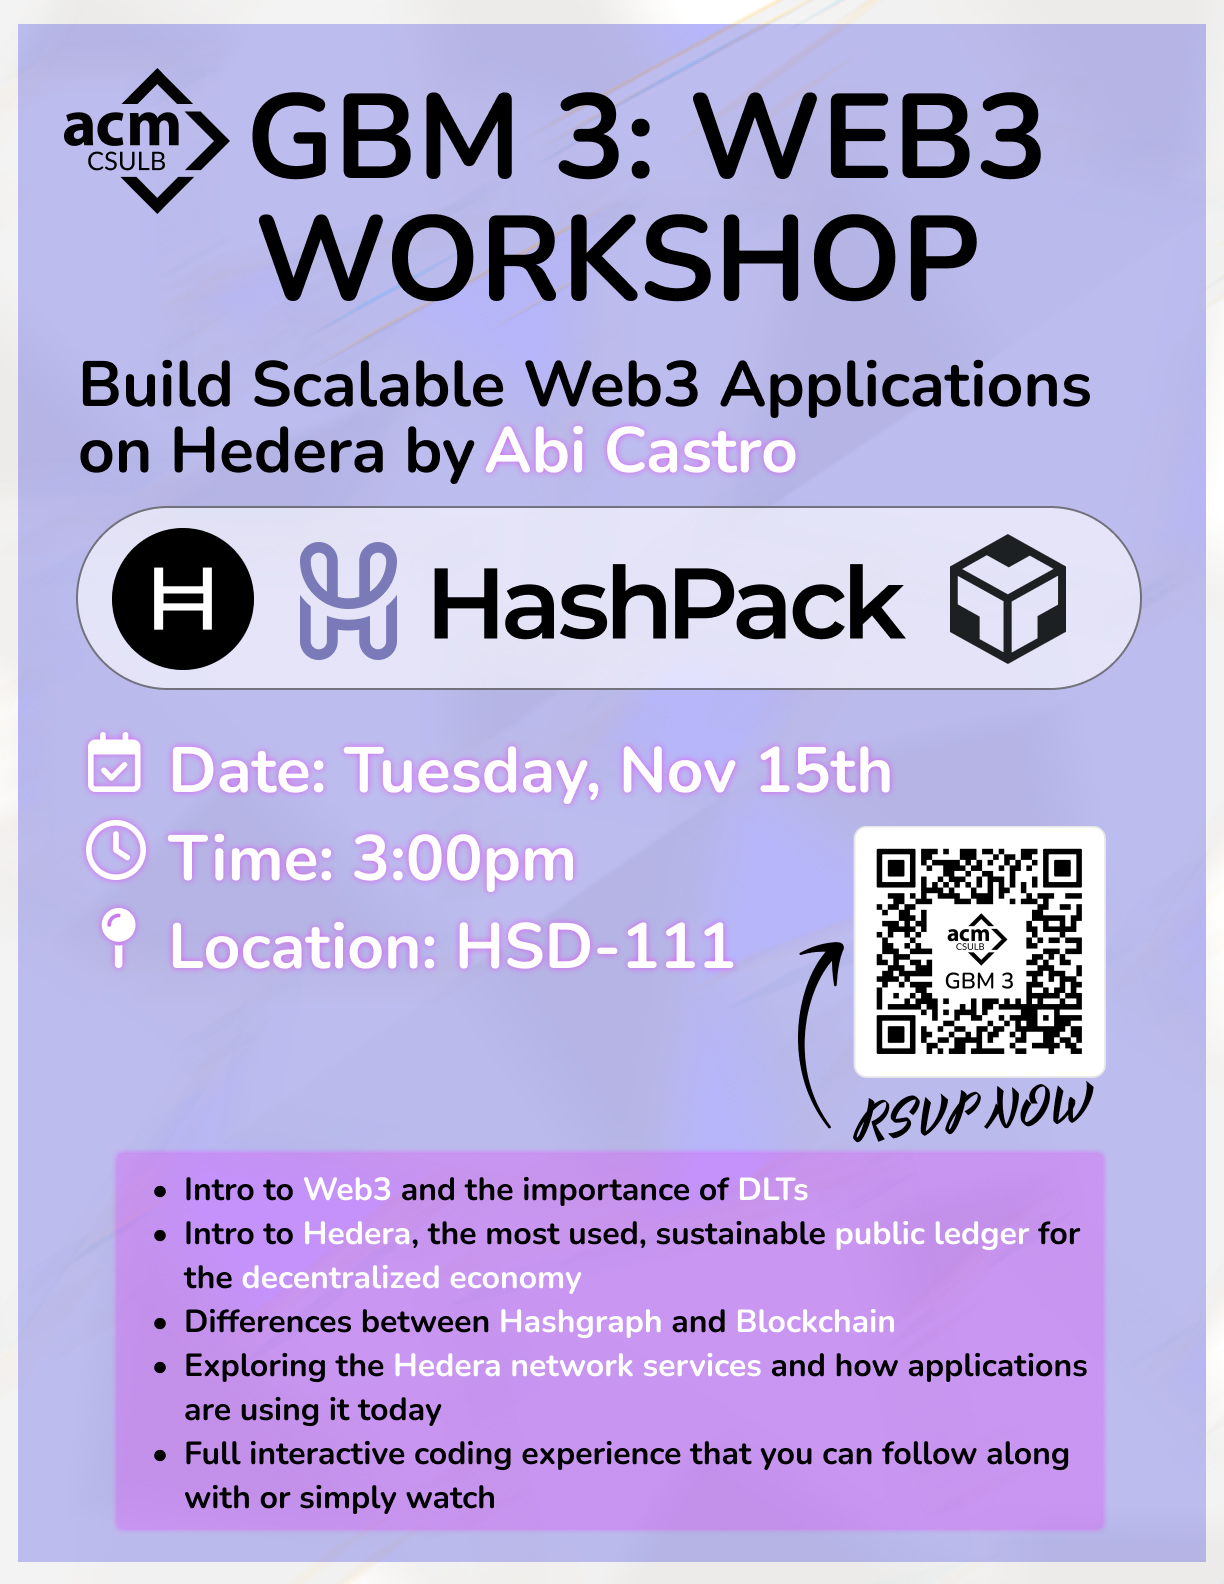 acm
CSULB
GBM 3: WEB3
WORKSHOP
Build Scalable Web3 Applications
on Hedera by Abi Castro
H
HashPack
Date: Tuesday, Nov 15th
Time: 3:00pm
Location: HSD-111
acm
CSULB
GBM 3
RSVP NOW
• Intro to Web3 and the importance of DLTs
• Intro to Hedera, the most used, sustainable public ledger for
the decentralized economy
• Differences between Hashgraph and Blockchain
• Exploring the Hedera network services and how applications
are using it today
• Full interactive coding experience that you can follow along
with or simply watch